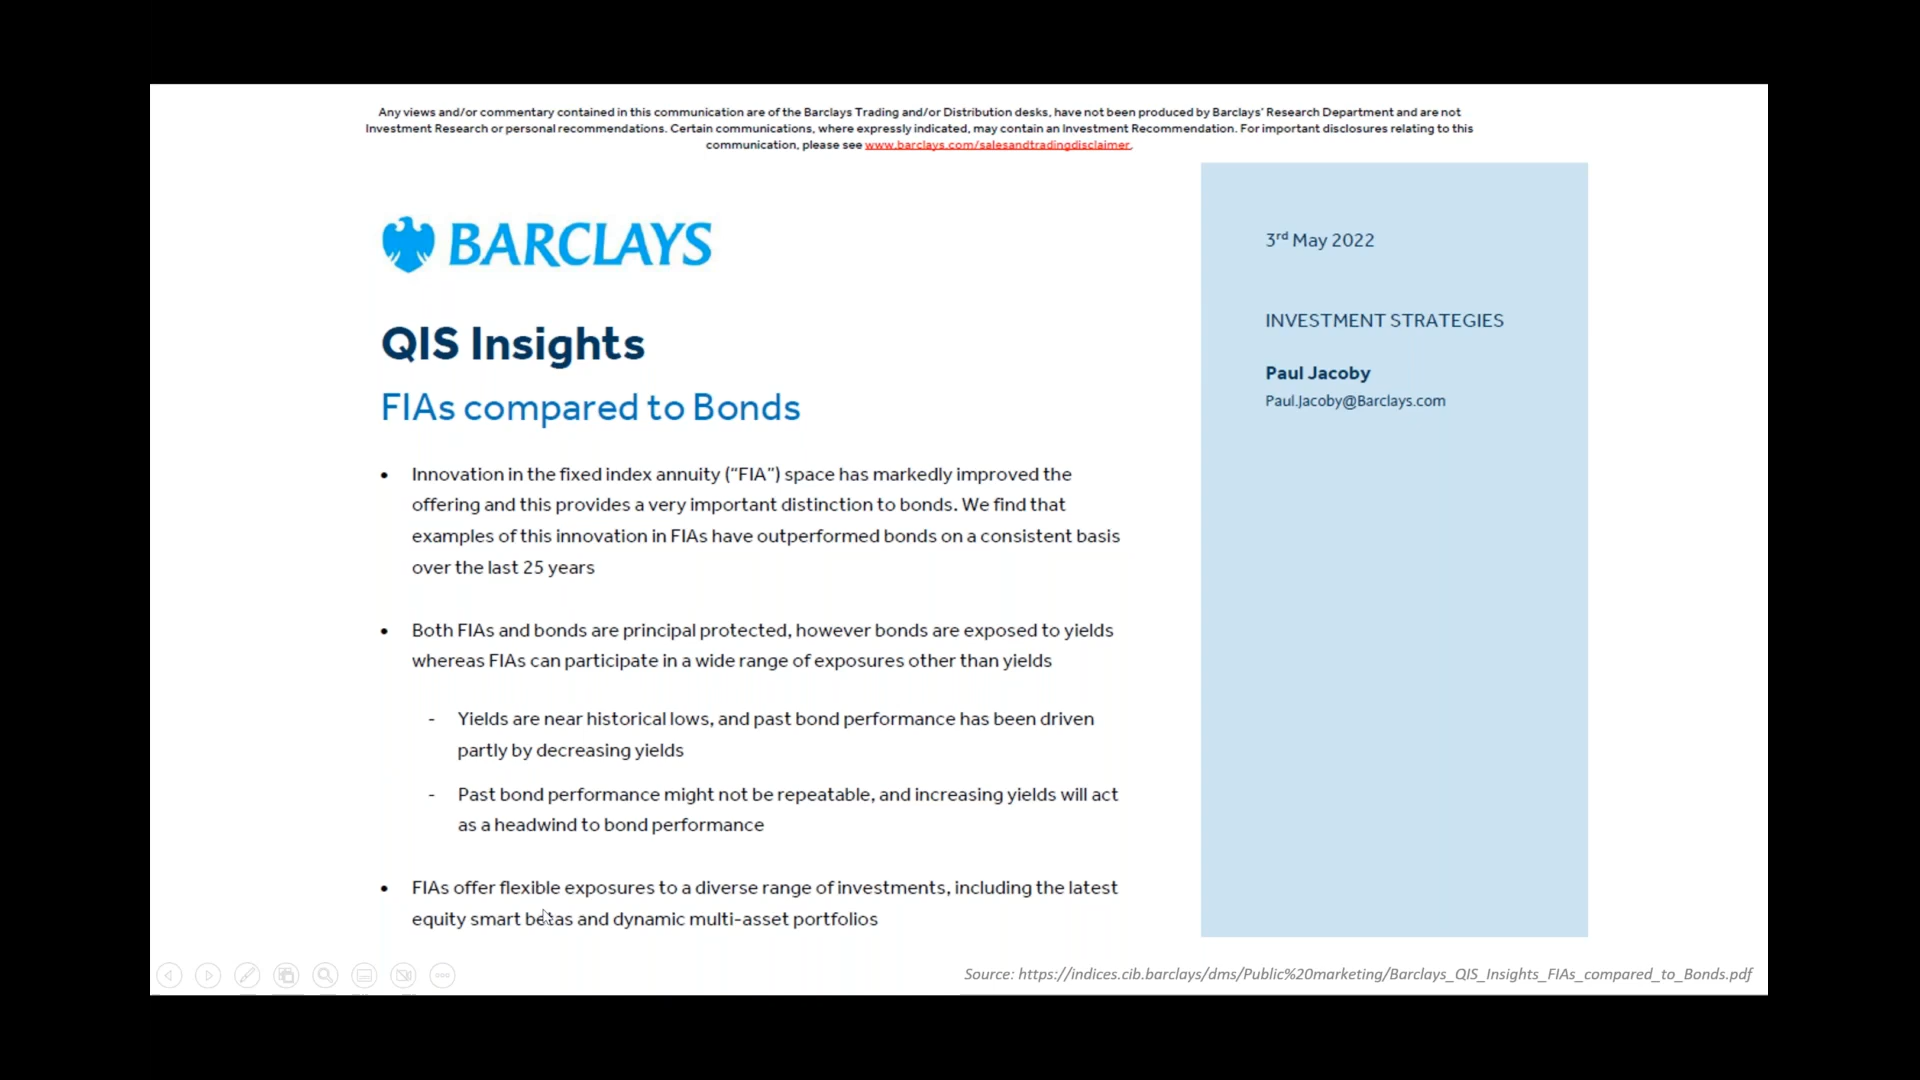 Any views and/or commentary contained in this communication are of the Barclays Trading and/or Distribution desks, have not been produced by Barclays' Research Department and are not
Investment Research or personal recommendations. Certain communications, where expressly indicated, may contain an Investment Recommendation. For important disclosures relating to this
communication, please see www.barclays.com/salesandtradingdisclaimer.
BARCLAYS
QIS Insights
FIAs compared to Bonds
• Innovation in the fixed index annuity ("FIA") space has markedly improved the
offering and this provides a very important distinction to bonds. We find that
examples of this innovation in FIAs have outperformed bonds on a consistent basis
over the last 25 years
• Both FIAs and bonds are principal protected, however bonds are exposed to yields
whereas FIAs can participate in a wide range of exposures other than yields
- Yields are near historical lows, and past bond performance has been driven
partly by decreasing yields
- Past bond performance might not be repeatable, and increasing yields will act
as a headwind to bond performance
• FIAs offer flexible exposures to a diverse range of investments, including the latest
equity smart betas and dynamic multi-asset portfolios
3rd May 2022
INVESTMENT STRATEGIES
Paul Jacoby
Paul.Jacoby@Barclays.com
Source: https://indices.cib.barclays/dms/Public%20marketing/Barclays_QIS_Insights_FIAs_compared_to_Bonds.pdf